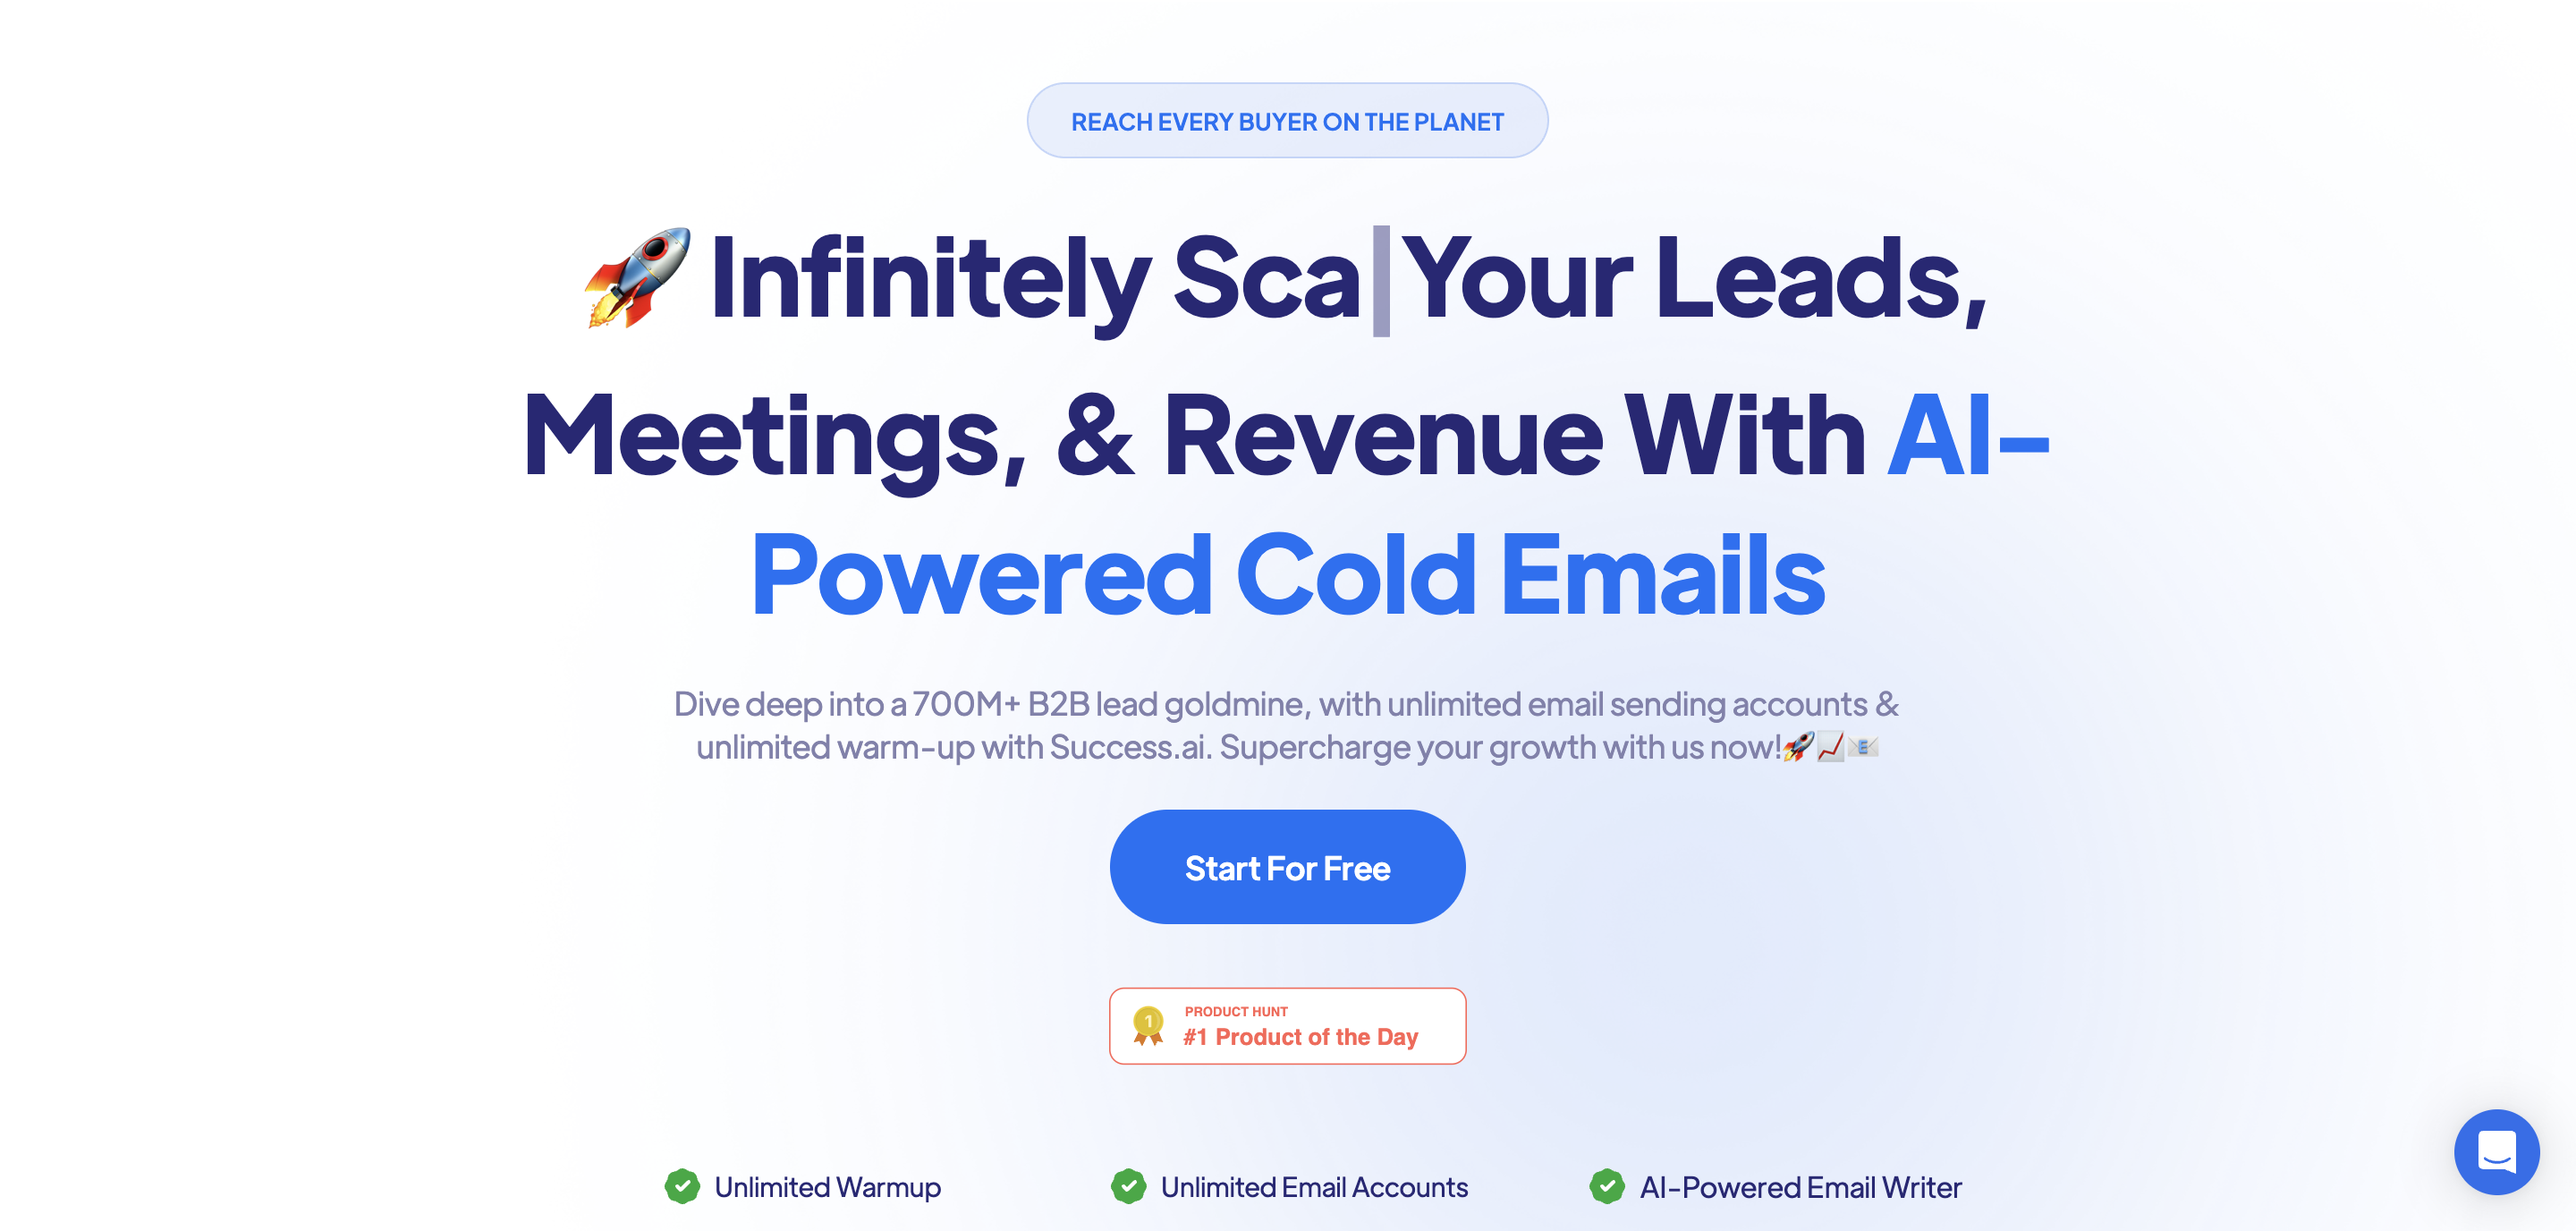 REACH EVERY BUYER ON THE PLANET
🚀 Infinitely Sca|Your Leads,
Meetings, & Revenue With AI-
Powered Cold Emails
Dive deep into a 700M+ B2B lead goldmine, with unlimited email sending accounts &
unlimited warm-up with Success.ai. Supercharge your growth with us now!🚀📈📧
Start For Free
1
PRODUCT HUNT
#1 Product of the Day
Unlimited Warmup
Unlimited Email Accounts
AI-Powered Email Writer